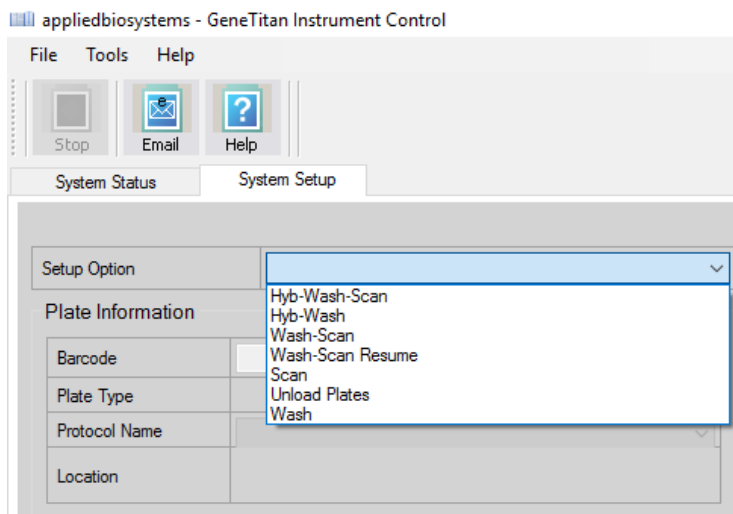 appliedbiosystems - GeneTitan Instrument Control
File Tools Help
Stop Email Help
System Status System Setup
Setup Option
Hyb-Wash-Scan
Hyb-Wash
Plate Information
Wash-Scan
Barcode
Wash-Scan Resume
Scan
Plate Type
Unload Plates
Wash
Protocol Name
Location